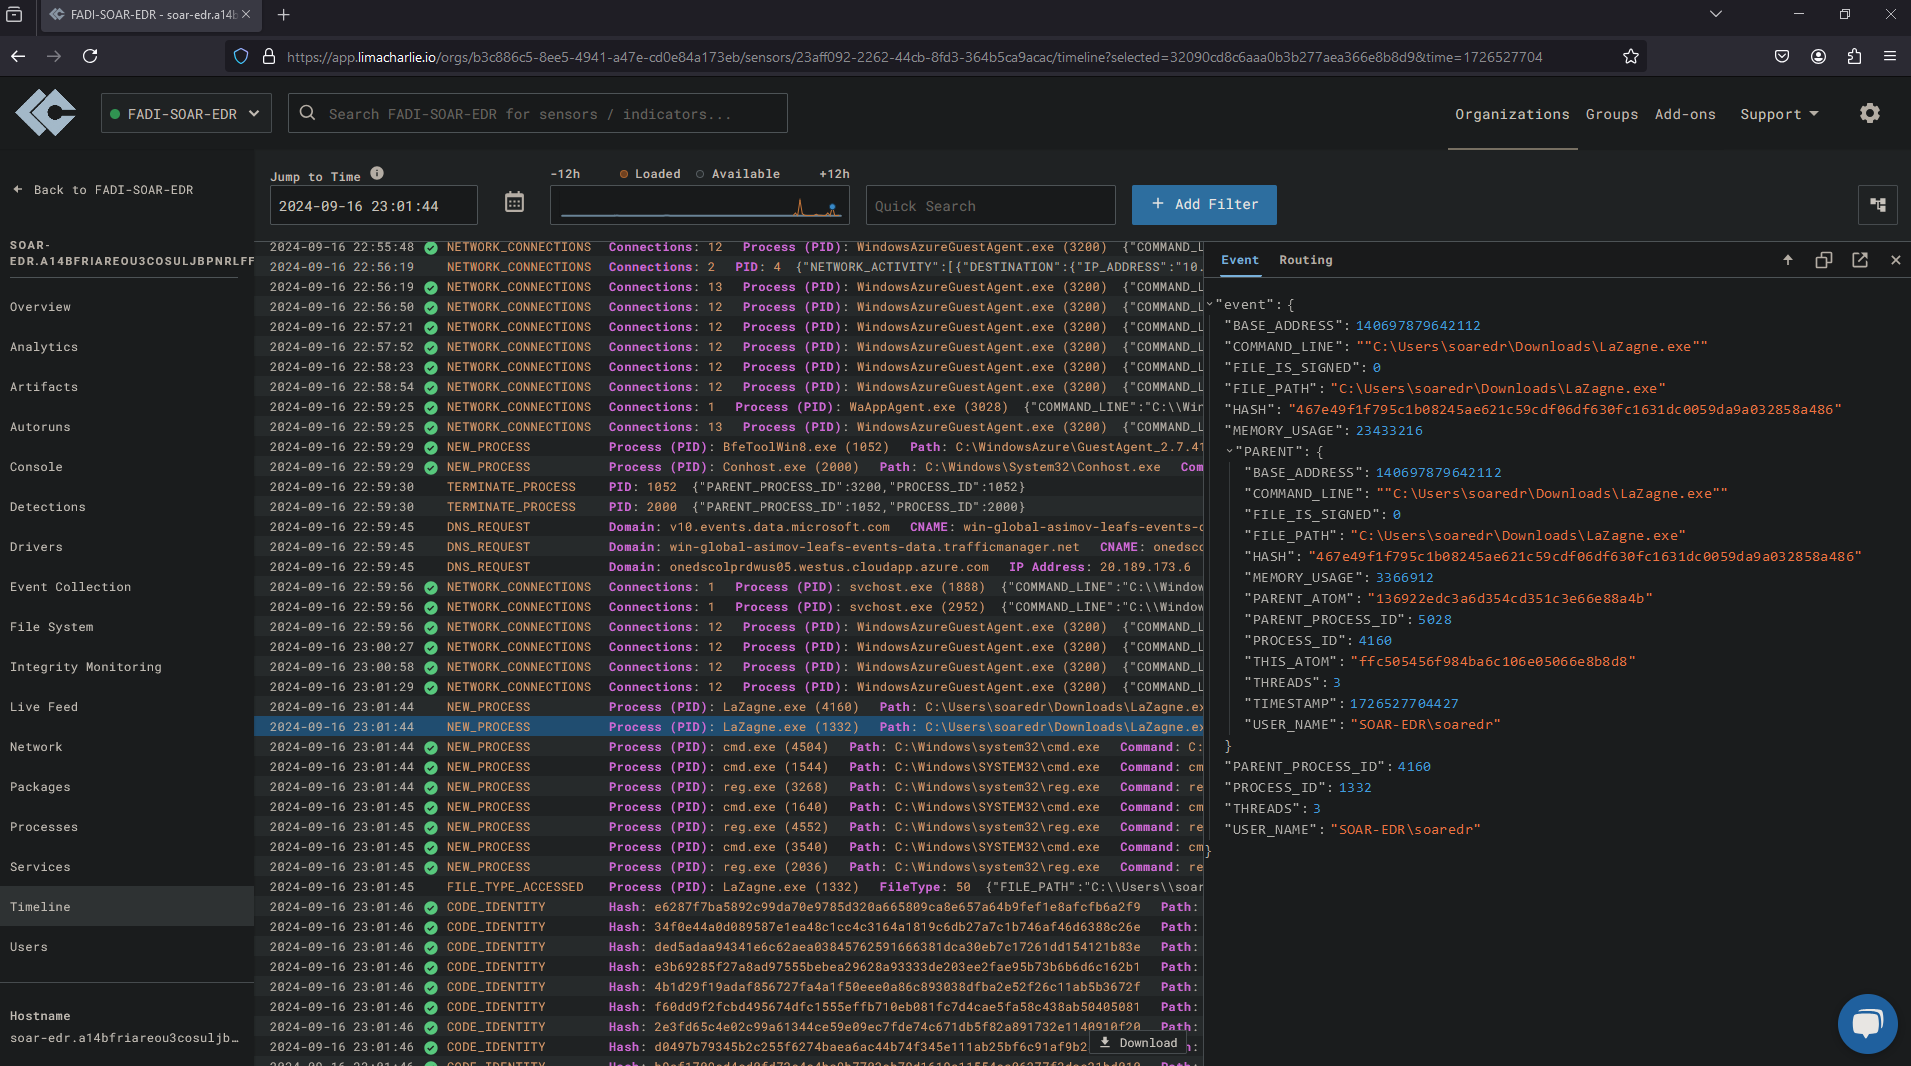 FADI-SOAR-EDR - soar-edr.a14b
https://app.limacharlie.io/orgs/b3c886c5-8ee5-4941-a47e-cd0e84a173eb/sensors/23aff092-2262-44cb-8fd3-364b5ca9acac/timeline?selected=32090cd8c6aaa0b3b277aea366e8b8d9&time=1726527704
FADI-SOAR-EDR
Search FADI-SOAR-EDR for sensors / indicators...
Organizations Groups Add-ons Support
Back to FADI-SOAR-EDR
SOAR-
EDR.A14BFRIAREOU3COSULJBPNRLFF
Overview
Analytics
Artifacts
Autoruns
Console
Detections
Drivers
Event Collection
File System
Integrity Monitoring
Live Feed
Network
Packages
Processes
Services
Timeline
Users
Hostname
soar-edr.a14bfriareou3cosuljb…
Jump to Time
2024-09-16 23:01:44
-12h Loaded Available +12h
Quick Search
+ Add Filter
2024-09-16 22:55:48 NETWORK_CONNECTIONS Connections: 12 Process (PID): WindowsAzureGuestAgent.exe (3200) {"COMMAND_L
2024-09-16 22:56:19 NETWORK_CONNECTIONS Connections: 2 PID: 4 {"NETWORK_ACTIVITY":[{"DESTINATION":{"IP_ADDRESS":"10.
2024-09-16 22:56:19 NETWORK_CONNECTIONS Connections: 13 Process (PID): WindowsAzureGuestAgent.exe (3200) {"COMMAND_L
2024-09-16 22:56:50 NETWORK_CONNECTIONS Connections: 12 Process (PID): WindowsAzureGuestAgent.exe (3200) {"COMMAND_L
2024-09-16 22:57:21 NETWORK_CONNECTIONS Connections: 12 Process (PID): WindowsAzureGuestAgent.exe (3200) {"COMMAND_L
2024-09-16 22:57:52 NETWORK_CONNECTIONS Connections: 12 Process (PID): WindowsAzureGuestAgent.exe (3200) {"COMMAND_L
2024-09-16 22:58:23 NETWORK_CONNECTIONS Connections: 12 Process (PID): WindowsAzureGuestAgent.exe (3200) {"COMMAND_L
2024-09-16 22:58:54 NETWORK_CONNECTIONS Connections: 12 Process (PID): WindowsAzureGuestAgent.exe (3200) {"COMMAND_L
2024-09-16 22:59:25 NETWORK_CONNECTIONS Connections: 1 Process (PID): WaAppAgent.exe (3028) {"COMMAND_LINE":"C:\\Win
2024-09-16 22:59:25 NETWORK_CONNECTIONS Connections: 13 Process (PID): WindowsAzureGuestAgent.exe (3200) {"COMMAND_L
2024-09-16 22:59:29 NEW_PROCESS Process (PID): BfeToolWin8.exe (1052) Path: C:\WindowsAzure\GuestAgent_2.7.41
2024-09-16 22:59:29 NEW_PROCESS Process (PID): Conhost.exe (2000) Path: C:\Windows\System32\Conhost.exe Com
2024-09-16 22:59:30 TERMINATE_PROCESS PID: 1052 {"PARENT_PROCESS_ID":3200,"PROCESS_ID":1052}
2024-09-16 22:59:30 TERMINATE_PROCESS PID: 2000 {"PARENT_PROCESS_ID":1052,"PROCESS_ID":2000}
2024-09-16 22:59:45 DNS_REQUEST Domain: v10.events.data.microsoft.com CNAME: win-global-asimov-leafs-events-d
2024-09-16 22:59:45 DNS_REQUEST Domain: win-global-asimov-leafs-events-data.trafficmanager.net CNAME: onedsco
2024-09-16 22:59:45 DNS_REQUEST Domain: onedscolprdwus05.westus.cloudapp.azure.com IP Address: 20.189.173.6
2024-09-16 22:59:56 NETWORK_CONNECTIONS Connections: 1 Process (PID): svchost.exe (1888) {"COMMAND_LINE":"C:\\Window
2024-09-16 22:59:56 NETWORK_CONNECTIONS Connections: 1 Process (PID): svchost.exe (2952) {"COMMAND_LINE":"C:\\Window
2024-09-16 22:59:56 NETWORK_CONNECTIONS Connections: 12 Process (PID): WindowsAzureGuestAgent.exe (3200) {"COMMAND_L
2024-09-16 23:00:27 NETWORK_CONNECTIONS Connections: 12 Process (PID): WindowsAzureGuestAgent.exe (3200) {"COMMAND_L
2024-09-16 23:00:58 NETWORK_CONNECTIONS Connections: 12 Process (PID): WindowsAzureGuestAgent.exe (3200) {"COMMAND_L
2024-09-16 23:01:29 NETWORK_CONNECTIONS Connections: 12 Process (PID): WindowsAzureGuestAgent.exe (3200) {"COMMAND_L
2024-09-16 23:01:44 NEW_PROCESS Process (PID): LaZagne.exe (4160) Path: C:\Users\soaredr\Downloads\LaZagne.ex
2024-09-16 23:01:44 NEW_PROCESS Process (PID): LaZagne.exe (1332) Path: C:\Users\soaredr\Downloads\LaZagne.ex
2024-09-16 23:01:44 NEW_PROCESS Process (PID): cmd.exe (4504) Path: C:\Windows\system32\cmd.exe Command: C:
2024-09-16 23:01:44 NEW_PROCESS Process (PID): cmd.exe (1544) Path: C:\Windows\SYSTEM32\cmd.exe Command: cm
2024-09-16 23:01:44 NEW_PROCESS Process (PID): reg.exe (3268) Path: C:\Windows\system32\reg.exe Command: re
2024-09-16 23:01:45 NEW_PROCESS Process (PID): cmd.exe (1640) Path: C:\Windows\SYSTEM32\cmd.exe Command: cm
2024-09-16 23:01:45 NEW_PROCESS Process (PID): reg.exe (4552) Path: C:\Windows\system32\reg.exe Command: re
2024-09-16 23:01:45 NEW_PROCESS Process (PID): cmd.exe (3540) Path: C:\Windows\SYSTEM32\cmd.exe Command: cm
2024-09-16 23:01:45 NEW_PROCESS Process (PID): reg.exe (2036) Path: C:\Windows\system32\reg.exe Command: re
2024-09-16 23:01:45 FILE_TYPE_ACCESSED Process (PID): LaZagne.exe (1332) FileType: 50 {"FILE_PATH":"C:\\Users\\soar
2024-09-16 23:01:46 CODE_IDENTITY Hash: e6287f7ba5892c99da70e9785d320a665809ca8e657a64b9fef1e8afcfb6a2f9 Path:
2024-09-16 23:01:46 CODE_IDENTITY Hash: 34f0e44a0d089587e1ea48c1cc4c3164a1819c6db27a7c1b746af46d6388c26e Path:
2024-09-16 23:01:46 CODE_IDENTITY Hash: ded5adaa94341e6c62aea03845762591666381dca30eb7c17261dd154121b83e Path:
2024-09-16 23:01:46 CODE_IDENTITY Hash: e3b69285f27a8ad97555bebea29628a93333de203ee2fae95b73b6b6d6c162b1 Path:
2024-09-16 23:01:46 CODE_IDENTITY Hash: 4b1d29f19adaf856727fa4a1f50eee0a86c893038dfba2e52f26c11ab5b3672f Path:
2024-09-16 23:01:46 CODE_IDENTITY Hash: f60dd9f2fcbd495674dfc1555effb710eb081fc7d4cae5fa58c438ab50405081 Path:
2024-09-16 23:01:46 CODE_IDENTITY Hash: 2e3fd65c4e02c99a61344ce59e09ec7fde74c671db5f82a891732e1140910f20 Path:
2024-09-16 23:01:46 CODE_IDENTITY Hash: d0497b79345b2c255f6274baea6ac44b74f345e111ab25bf6c91af9b2
Download
Event Routing
"event": {
"BASE_ADDRESS": 140697879642112
"COMMAND_LINE": ""C:\Users\soaredr\Downloads\LaZagne.exe""
"FILE_IS_SIGNED": 0
"FILE_PATH": "C:\Users\soaredr\Downloads\LaZagne.exe"
"HASH": "467e49f1f795c1b08245ae621c59cdf06df630fc1631dc0059da9a032858a486"
"MEMORY_USAGE": 23433216
"PARENT": {
"BASE_ADDRESS": 140697879642112
"COMMAND_LINE": ""C:\Users\soaredr\Downloads\LaZagne.exe""
"FILE_IS_SIGNED": 0
"FILE_PATH": "C:\Users\soaredr\Downloads\LaZagne.exe"
"HASH": "467e49f1f795c1b08245ae621c59cdf06df630fc1631dc0059da9a032858a486"
"MEMORY_USAGE": 3366912
"PARENT_ATOM": "136922edc3a6d354cd351c3e66e88a4b"
"PARENT_PROCESS_ID": 5028
"PROCESS_ID": 4160
"THIS_ATOM": "ffc505456f984ba6c106e05066e8b8d8"
"THREADS": 3
"TIMESTAMP": 1726527704427
"USER_NAME": "SOAR-EDR\soaredr"
}
"PARENT_PROCESS_ID": 4160
"PROCESS_ID": 1332
"THREADS": 3
"USER_NAME": "SOAR-EDR\soaredr"
}